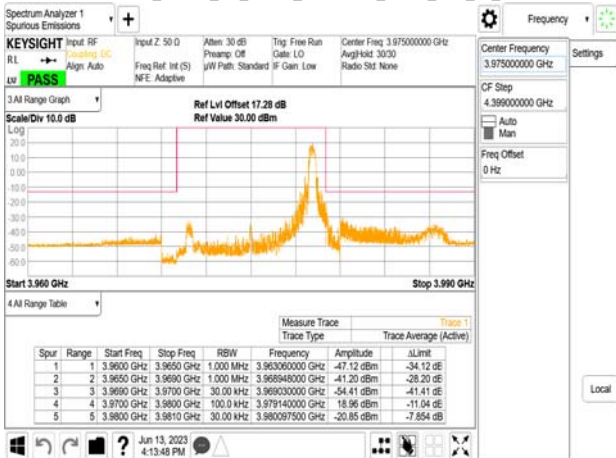 Spectrum Analyzer 1
Spurious Emissions
Frequency
KEYSIGHT
RL
PASS
Input: RF
Coupling: DC
Align: Auto
Input Z: 50 Ω
Freq Ref: Int (S)
NFE: Adaptive
Atten: 30 dB
Preamp: Off
µW Path: Standard
Trig: Free Run
Gate: LO
IF Gain: Low
Center Freq: 3.975000000 GHz
Avg|Hold: 30/30
Radio Std: None
Center Frequency
3.975000000 GHz
Settings
CF Step
4.399000000 GHz
Auto
Man
Freq Offset
0 Hz
Local
3 All Range Graph
Scale/Div 10.0 dB
Ref Lvl Offset 17.28 dB
Ref Value 30.00 dBm
Log
20.0
10.0
0.00
-10.0
-20.0
-30.0
-40.0
-50.0
-60.0
Start 3.960 GHz
Stop 3.990 GHz
4 All Range Table
Measure Trace Trace 1
Trace Type Trace Average (Active)
Spur Range Start Freq Stop Freq RBW Frequency Amplitude ΔLimit
1 1 3.9600 GHz 3.9650 GHz 1.000 MHz 3.963060000 GHz -47.12 dBm -34.12 dB
2 2 3.9650 GHz 3.9690 GHz 1.000 MHz 3.968948000 GHz -41.20 dBm -28.20 dB
3 3 3.9690 GHz 3.9700 GHz 30.00 kHz 3.969030000 GHz -54.41 dBm -41.41 dB
4 4 3.9700 GHz 3.9800 GHz 100.0 kHz 3.979140000 GHz 18.96 dBm -11.04 dB
5 5 3.9800 GHz 3.9810 GHz 30.00 kHz 3.980097500 GHz -20.85 dBm -7.854 dB
Jun 13, 2023
4:13:48 PM